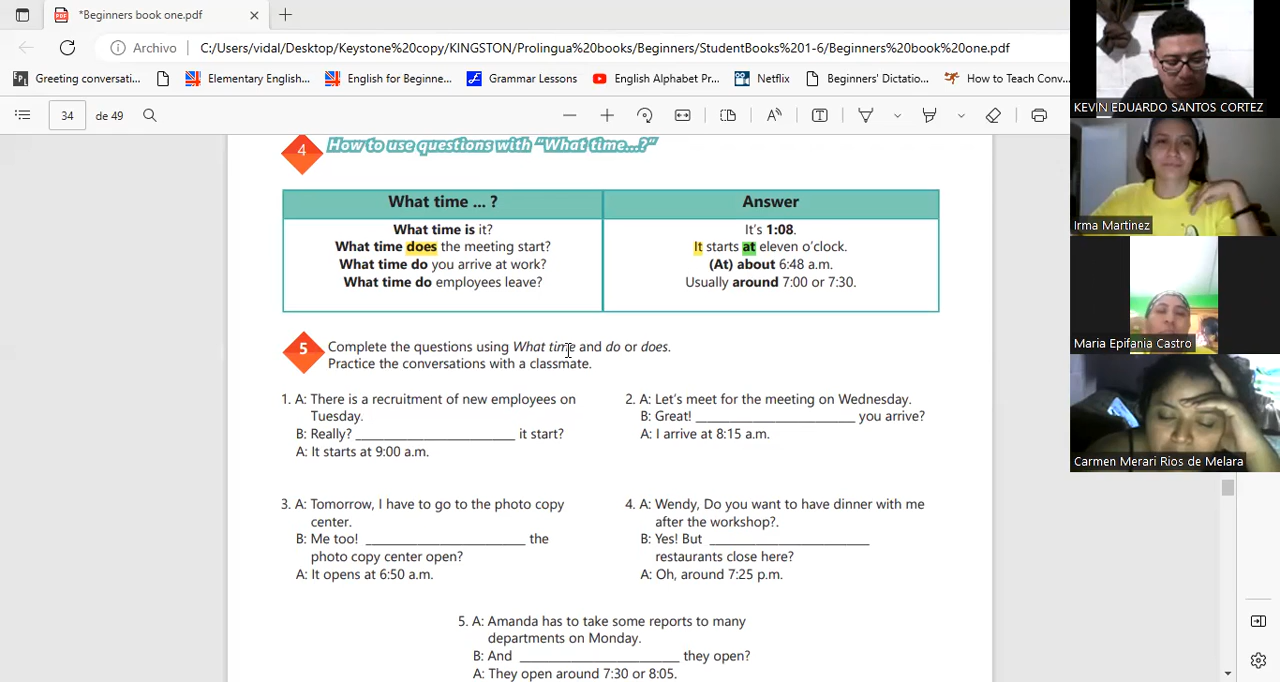 *Beginners book one.pdf
Archivo
C:/Users/vidal/Desktop/Keystone%20copy/KINGSTON/Prolingua%20books/Beginners/StudentBooks%201-6/Beginners%20book%20one.pdf
Greeting conversati...
Elementary English...
English for Beginne...
Grammar Lessons
English Alphabet Pr...
Netflix
Beginners' Dictatio...
How to Teach Conv...
34 de 49
4 How to use questions with “What time...?”
What time ... ?
Answer
What time is it?
It's 1:08.
What time does the meeting start?
It starts at eleven o'clock.
What time do you arrive at work?
(At) about 6:48 a.m.
What time do employees leave?
Usually around 7:00 or 7:30.
5 Complete the questions using What time and do or does.
Practice the conversations with a classmate.
1. A: There is a recruitment of new employees on
Tuesday.
B: Really? ____________________ it start?
A: It starts at 9:00 a.m.
2. A: Let's meet for the meeting on Wednesday.
B: Great! ____________________ you arrive?
A: I arrive at 8:15 a.m.
3. A: Tomorrow, I have to go to the photo copy
center.
B: Me too! ____________________ the
photo copy center open?
A: It opens at 6:50 a.m.
4. A: Wendy, Do you want to have dinner with me
after the workshop?.
B: Yes! But ____________________
restaurants close here?
A: Oh, around 7:25 p.m.
5. A: Amanda has to take some reports to many
departments on Monday.
B: And ____________________ they open?
A: They open around 7:30 or 8:05.
KEVIN EDUARDO SANTOS CORTEZ
Irma Martinez
Maria Epifania Castro
Carmen Merari Rios de Melara